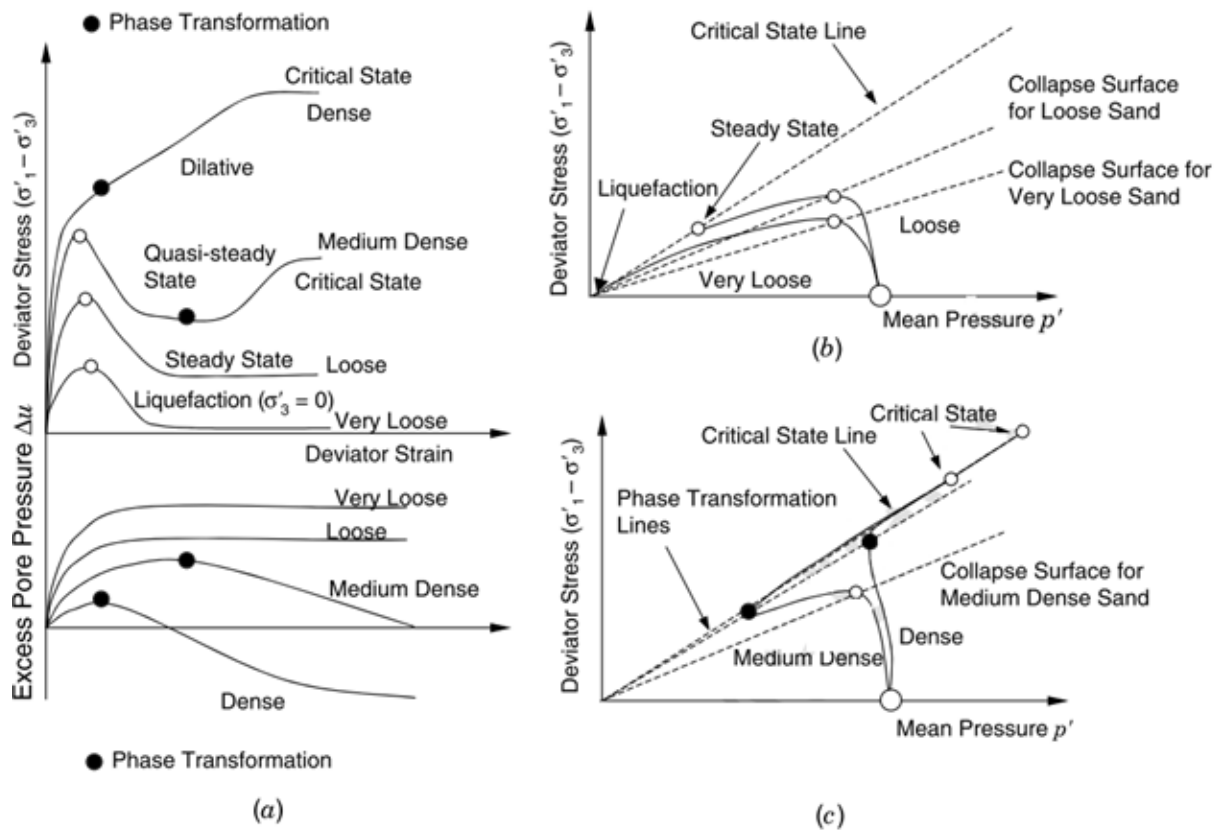 ● Phase Transformation
Deviator Stress (σ′₁ − σ′₃)
Critical State
Dense
Dilative
Quasi-steady
State
Medium Dense
Critical State
Steady State
Loose
Liquefaction (σ′₃ = 0)
Very Loose
Deviator Strain
Excess Pore Pressure Δu
Very Loose
Loose
Medium Dense
Dense
● Phase Transformation
(a)
Deviator Stress (σ′₁ − σ′₃)
Critical State Line
Steady State
Liquefaction
Collapse Surface
for Loose Sand
Collapse Surface for
Very Loose Sand
Loose
Very Loose
Mean Pressure p′
(b)
Deviator Stress (σ′₁ − σ′₃)
Critical State
Critical State Line
Phase Transformation
Lines
Collapse Surface for
Medium Dense Sand
Dense
Medium Dense
Mean Pressure p′
(c)